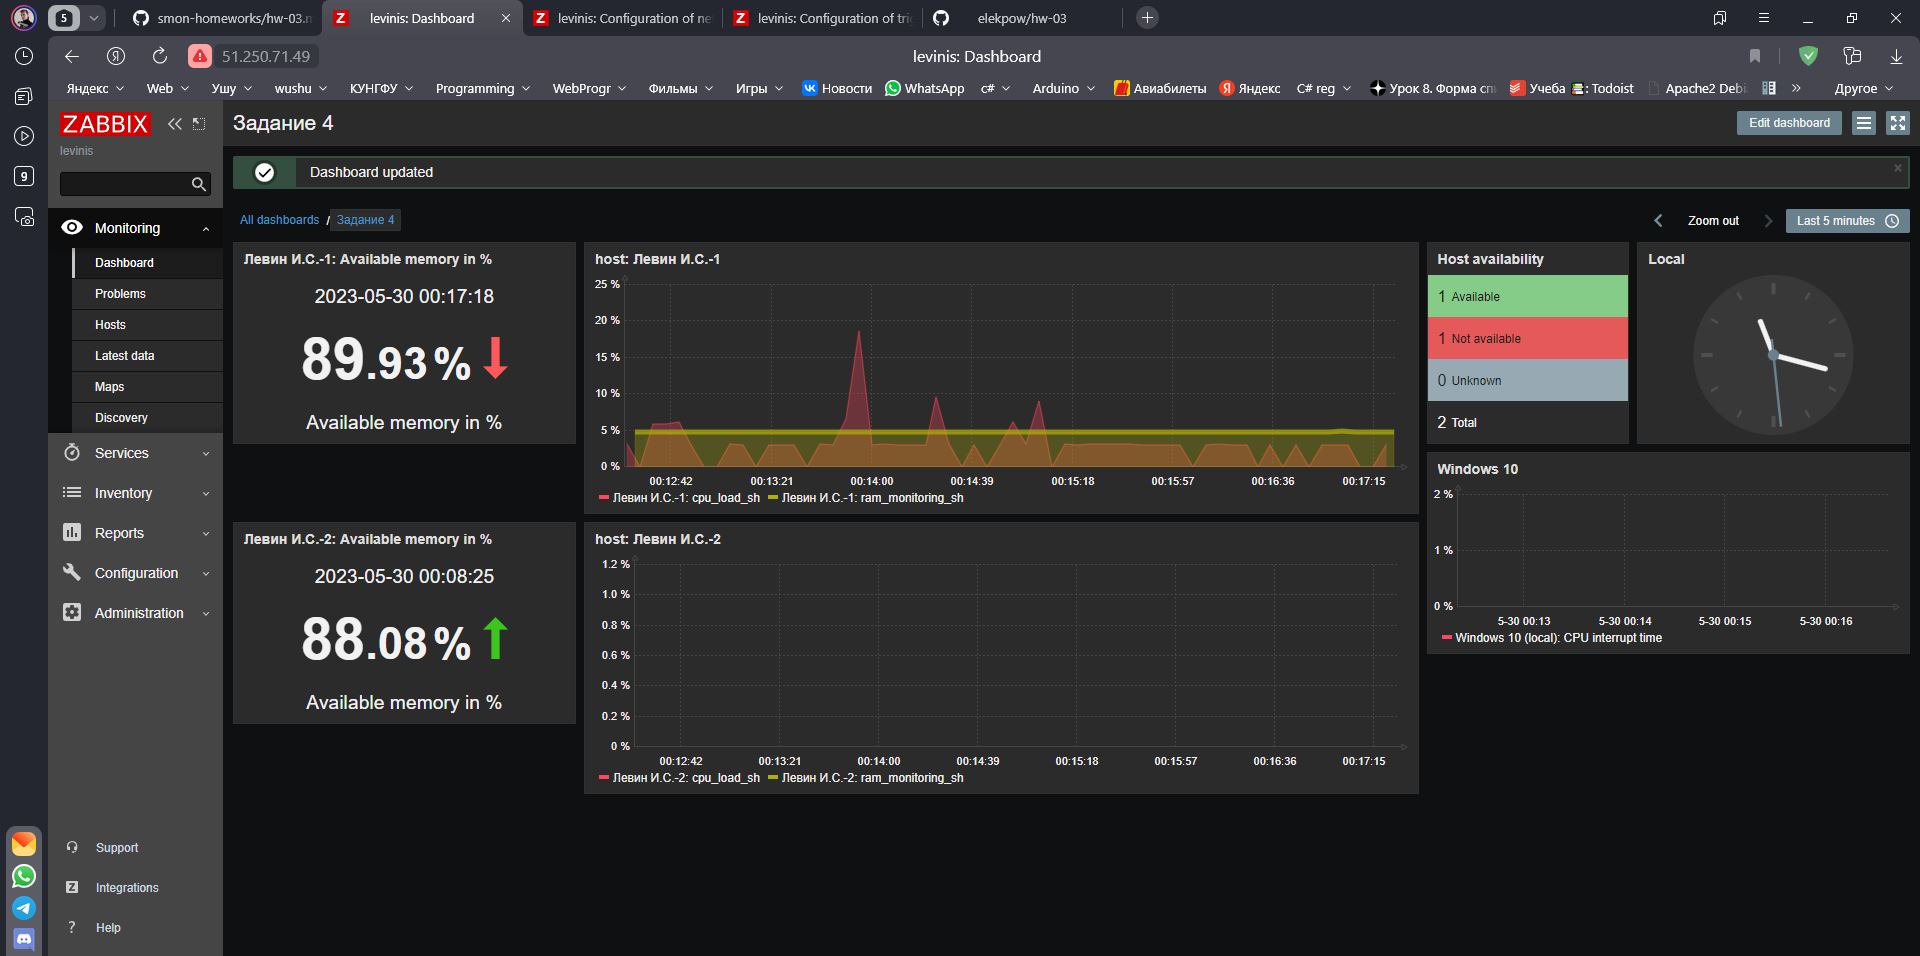 5
smon-homeworks/hw-03.m
levinis: Dashboard
levinis: Configuration of ne
levinis: Configuration of tri
elekpow/hw-03
51.250.71.49
levinis: Dashboard
Яндекс
Web
Ушу
wushu
КУНГФУ
Programming
WebProgr
Фильмы
Игры
Новости
WhatsApp
c#
Arduino
Авиабилеты
Яндекс
C# reg
Урок 8. Форма спи
Учеба
Todoist
Apache2 Debi
Другое
9
ZABBIX
levinis
Monitoring
Dashboard
Problems
Hosts
Latest data
Maps
Discovery
Services
Inventory
Reports
Configuration
Administration
Support
Integrations
Help
Задание 4
Edit dashboard
Dashboard updated
All dashboards / Задание 4
Zoom out
Last 5 minutes
Левин И.С.-1: Available memory in %
2023-05-30 00:17:18
89.93 %
Available memory in %
host: Левин И.С.-1
25 %
20 %
15 %
10 %
5 %
0 %
00:12:42 00:13:21 00:14:00 00:14:39 00:15:18 00:15:57 00:16:36 00:17:15
Левин И.С.-1: cpu_load_sh Левин И.С.-1: ram_monitoring_sh
Host availability
1 Available
1 Not available
0 Unknown
2 Total
Local
Windows 10
2 %
1 %
0 %
5-30 00:13 5-30 00:14 5-30 00:15 5-30 00:16
Windows 10 (local): CPU interrupt time
Левин И.С.-2: Available memory in %
2023-05-30 00:08:25
88.08 %
Available memory in %
host: Левин И.С.-2
1.2 %
1.0 %
0.8 %
0.6 %
0.4 %
0.2 %
0 %
00:12:42 00:13:21 00:14:00 00:14:39 00:15:18 00:15:57 00:16:36 00:17:15
Левин И.С.-2: cpu_load_sh Левин И.С.-2: ram_monitoring_sh